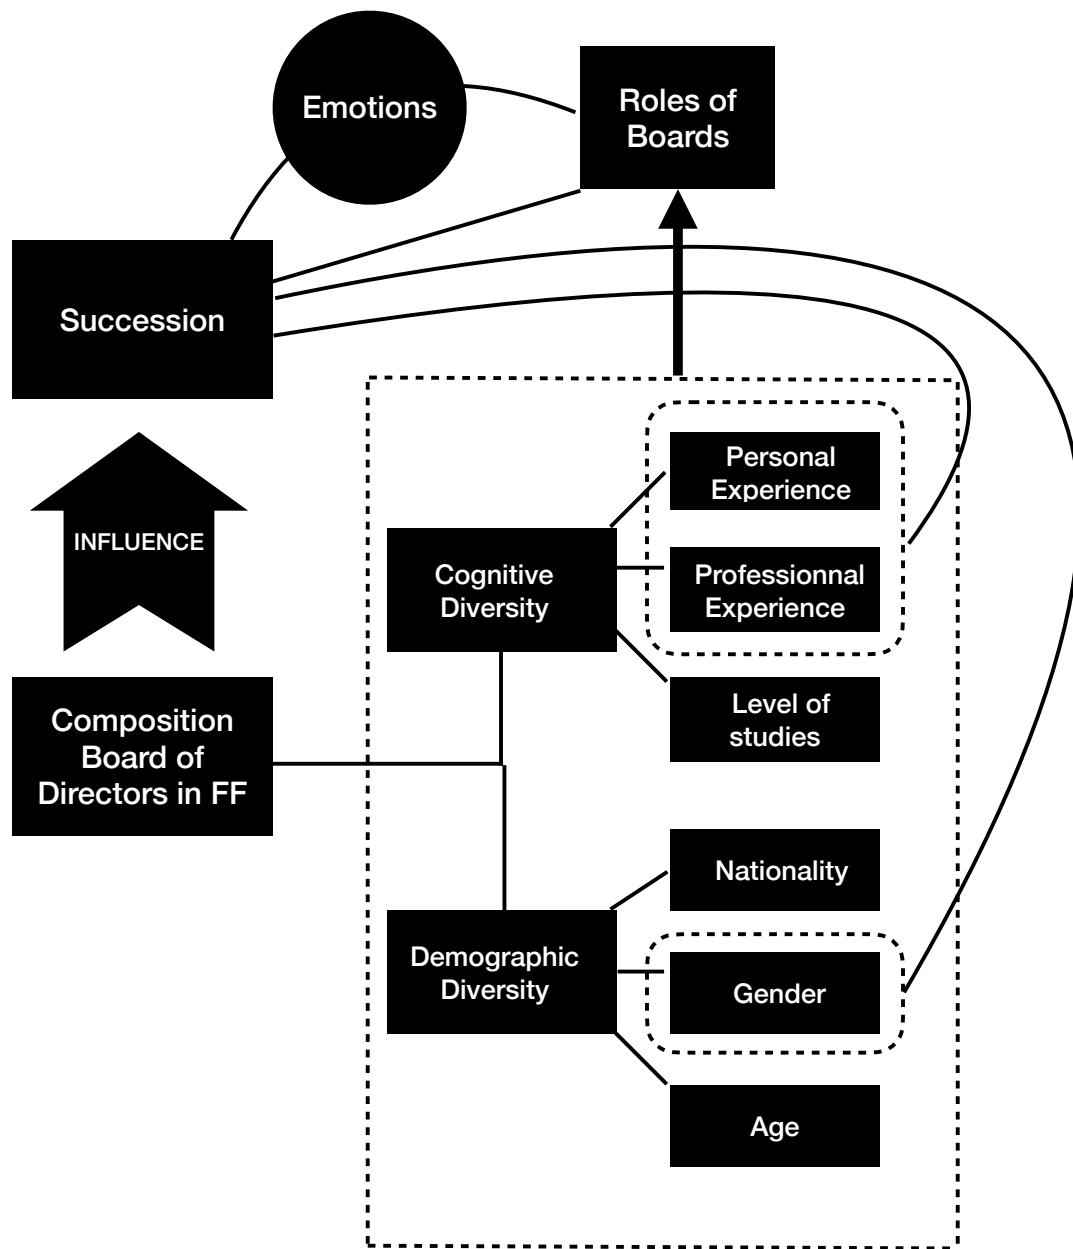 Emotions
Roles of
Boards
Succession
INFLUENCE
Personal
Experience
Cognitive
Diversity
Professionnal
Experience
Level of
studies
Composition
Board of
Directors in FF
Nationality
Demographic
Diversity
Gender
Age